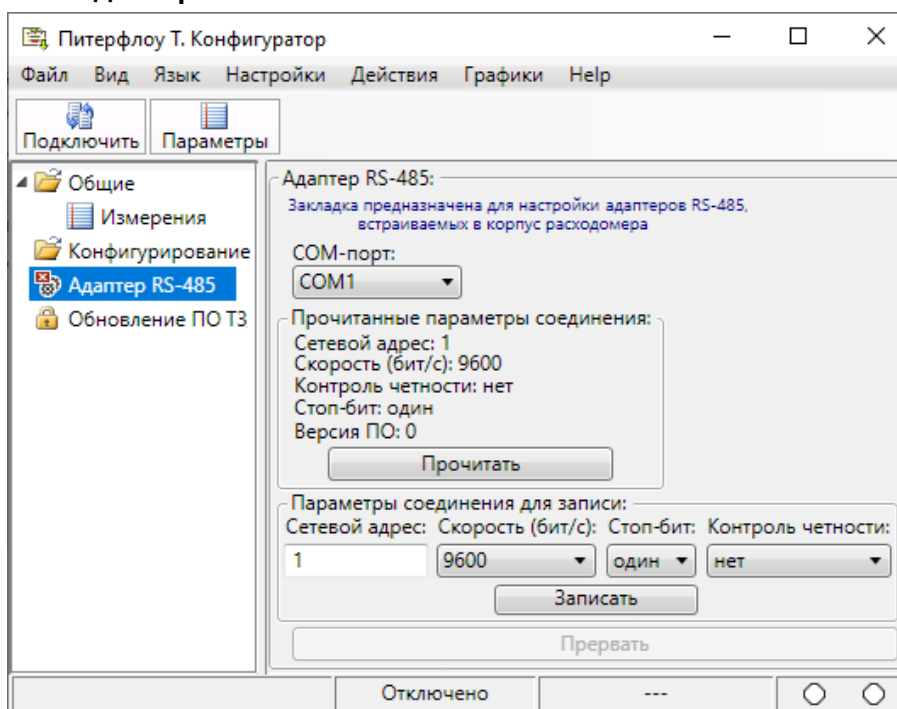 Питерфлоу Т. Конфигуратор
Файл Вид Язык Настройки Действия Графики Help
Подключить Параметры
Общие
Измерения
Конфигурирование
Адаптер RS-485
Обновление ПО ТЗ
Адаптер RS-485:
Закладка предназначена для настройки адаптеров RS-485,
встраиваемых в корпус расходомера
COM-порт:
COM1
Прочитанные параметры соединения:
Сетевой адрес: 1
Скорость (бит/с): 9600
Контроль четности: нет
Стоп-бит: один
Версия ПО: 0
Прочитать
Параметры соединения для записи:
Сетевой адрес: Скорость (бит/с): Стоп-бит: Контроль четности:
1 9600 один нет
Записать
Прервать
Отключено ---